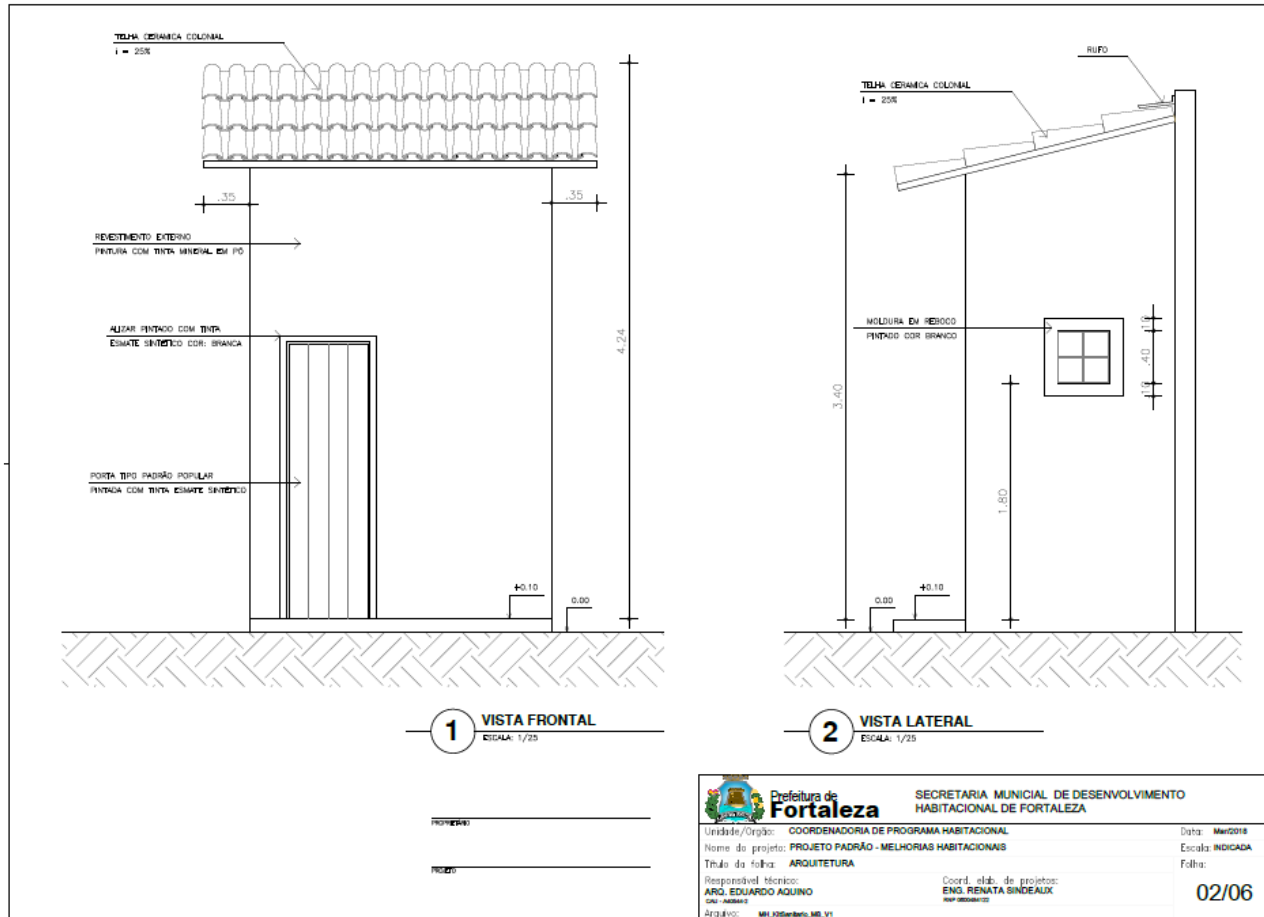 TELHA CERAMICA COLONIAL
i = 25%
.35
.35
REVESTIMENTO EXTERNO
PINTURA COM TINTA MINERAL EM PÓ
ALIZAR PINTADO COM TINTA
ESMATE SINTÉTICO COR: BRANCA
4.24
PORTA TIPO PADRÃO POPULAR
PINTADA COM TINTA ESMATE SINTÉTICO
+0.10
0.00
1
VISTA FRONTAL
ESCALA: 1/25
RUFO
TELHA CERAMICA COLONIAL
i = 25%
MOLDURA EM REBOCO
PINTADO COR BRANCO
.10
.40
.10
3.40
1.80
0.00
+0.10
2
VISTA LATERAL
ESCALA: 1/25
PROPRIETÁRIO
PROJETO
Prefeitura de
Fortaleza
SECRETARIA MUNICIAL DE DESENVOLVIMENTO
HABITACIONAL DE FORTALEZA
Unidade/Orgão: COORDENADORIA DE PROGRAMA HABITACIONAL
Data: Mar/2018
Nome do projeto: PROJETO PADRÃO - MELHORIAS HABITACIONAIS
Escala: INDICADA
Título da folha: ARQUITETURA
Folha:
02/06
Responsável técnico:
ARQ. EDUARDO AQUINO
Coord. elab. de projetos:
ENG. RENATA SINDEAUX
Arquivo: